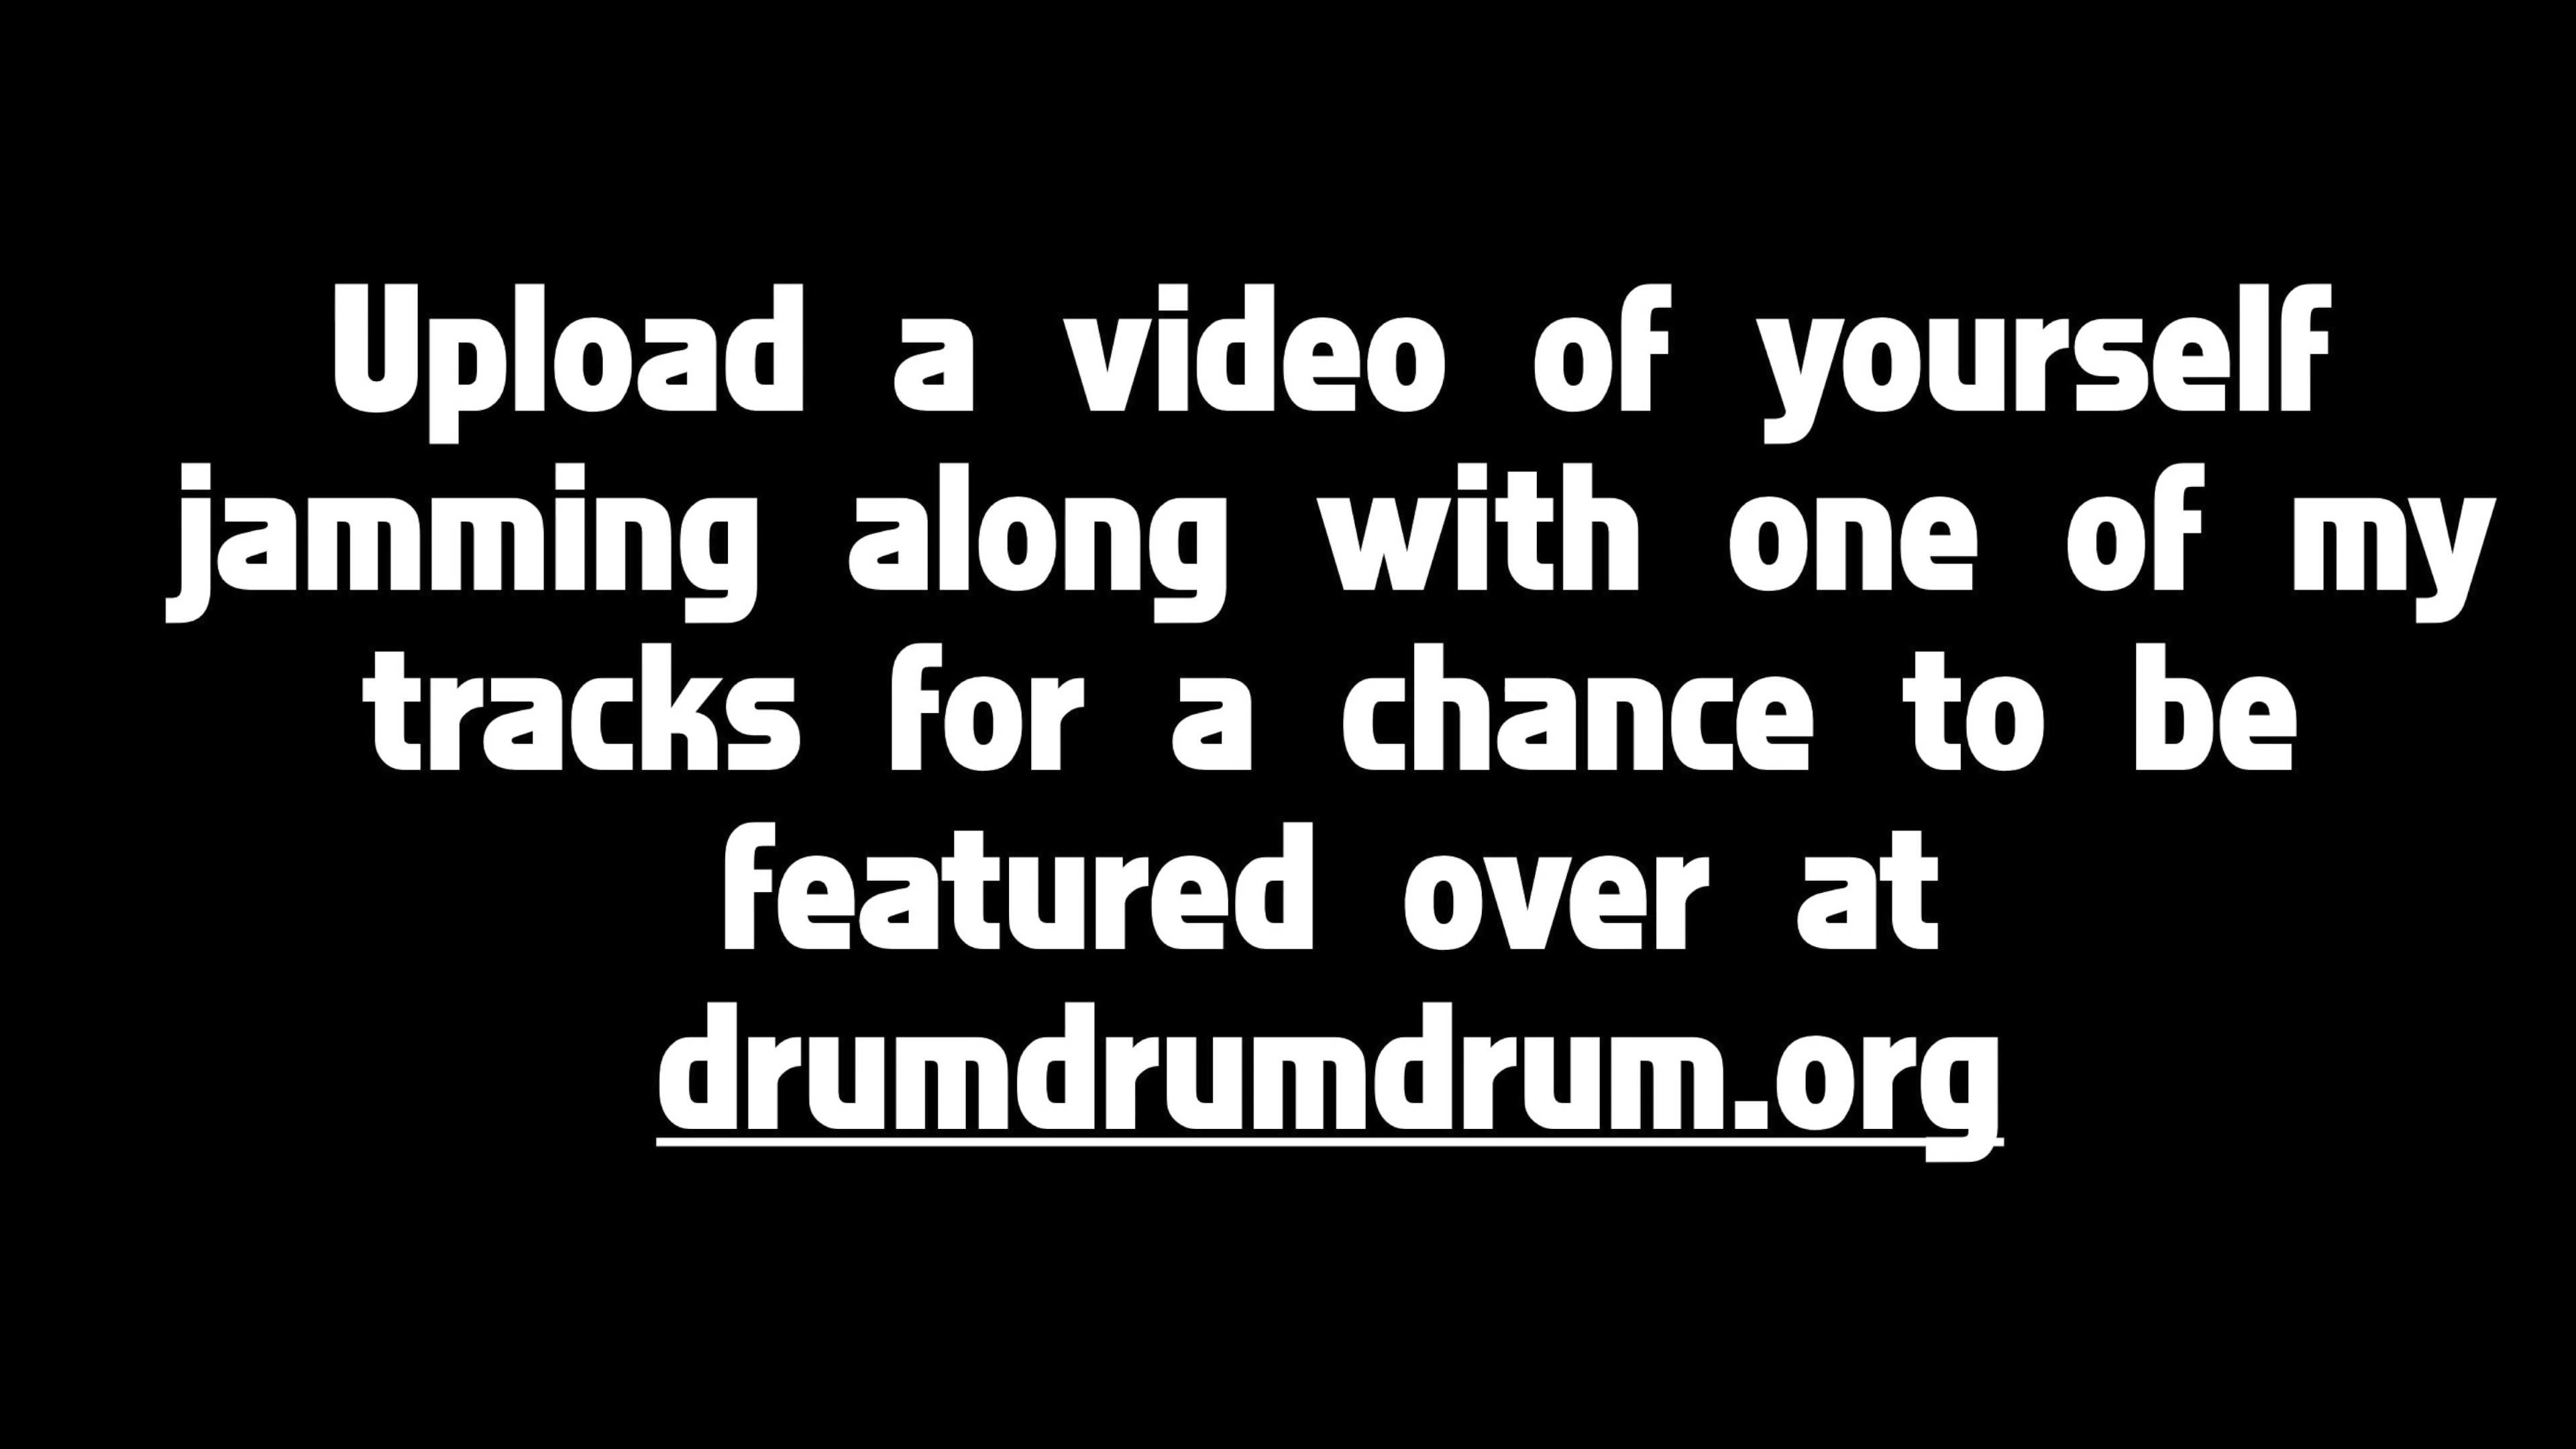 Upload a video of yourself
jamming along with one of my
tracks for a chance to be
featured over at
drumdrumdrum.org